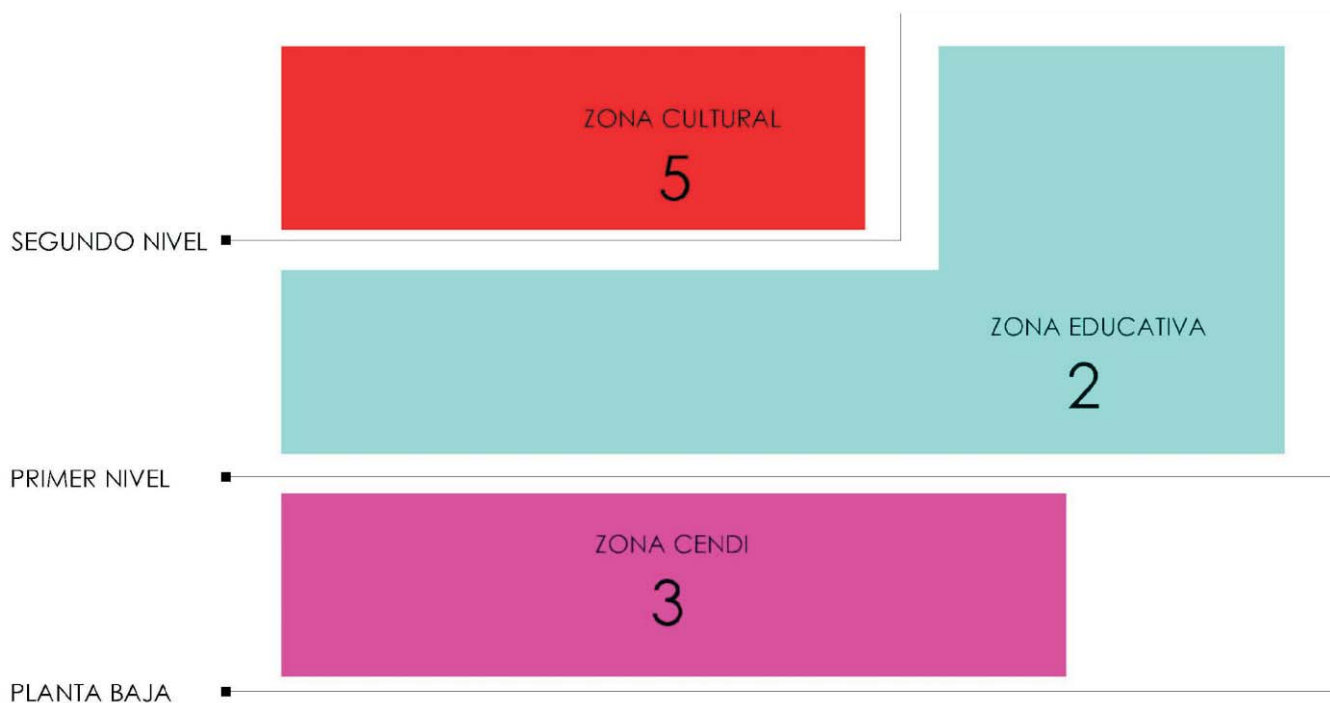 ZONA CULTURAL
5
SEGUNDO NIVEL
ZONA EDUCATIVA
2
PRIMER NIVEL
ZONA CENDI
3
PLANTA BAJA